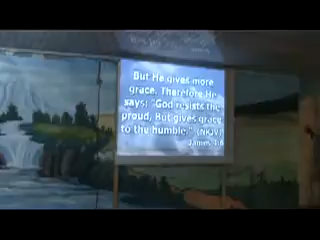 But He gives more
grace. Therefore He
says: "God resists the
proud, But gives grace
to the humble." (NKJV)
James 4:6